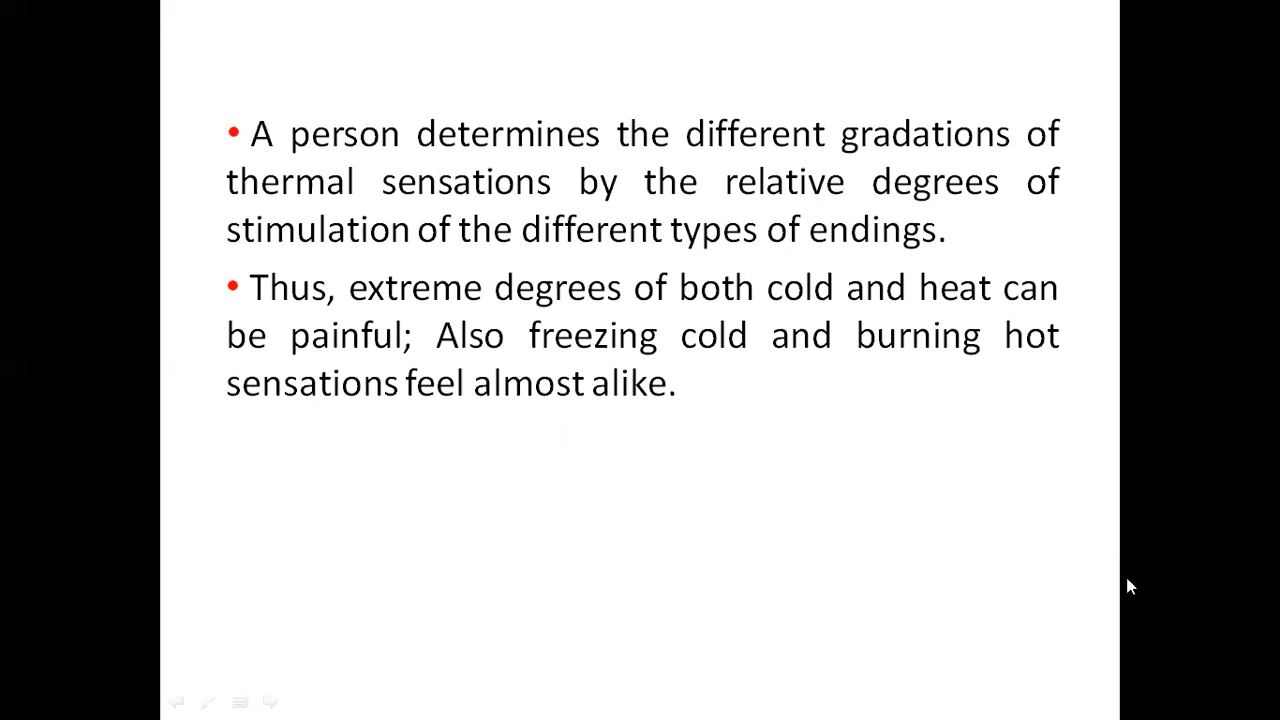 • A person determines the different gradations of
thermal sensations by the relative degrees of
stimulation of the different types of endings.
• Thus, extreme degrees of both cold and heat can
be painful; Also freezing cold and burning hot
sensations feel almost alike.